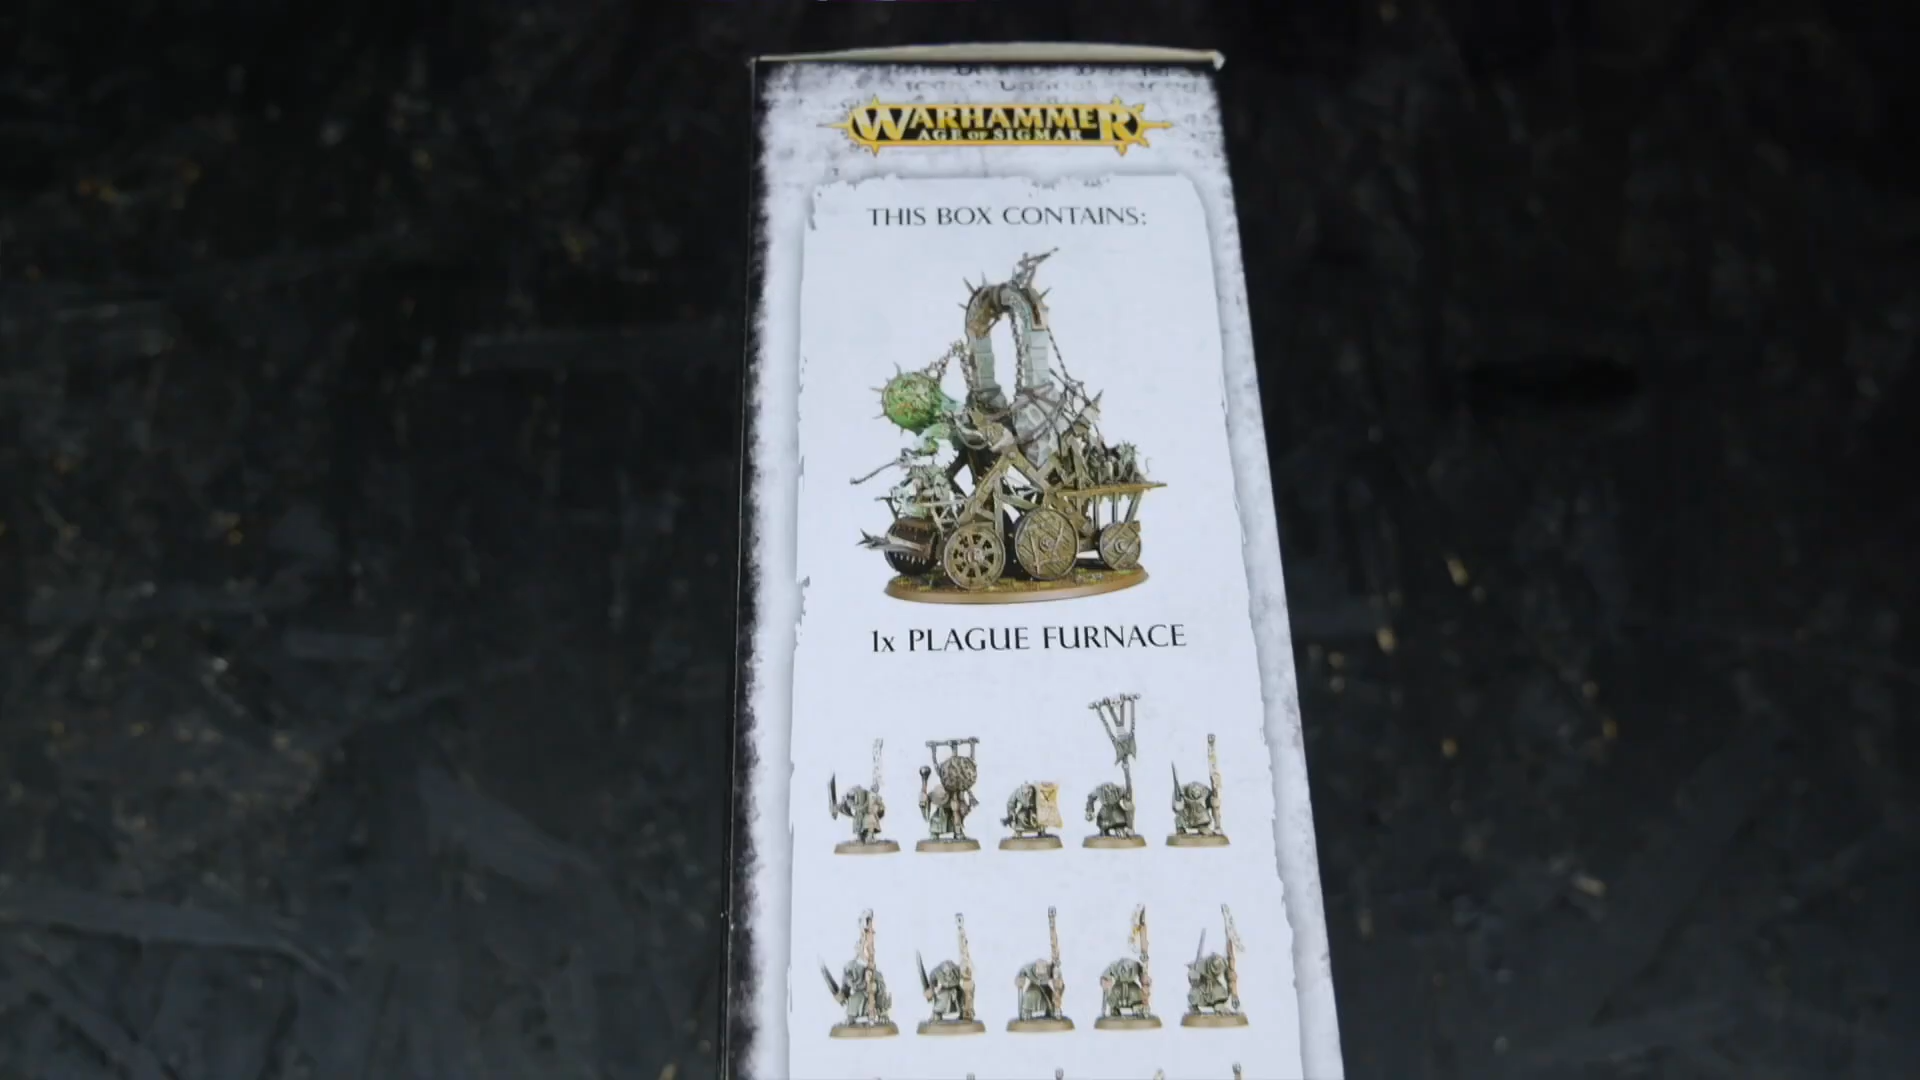 WARHAMMER
AGE OF SIGMAR
THIS BOX CONTAINS:
1x PLAGUE FURNACE